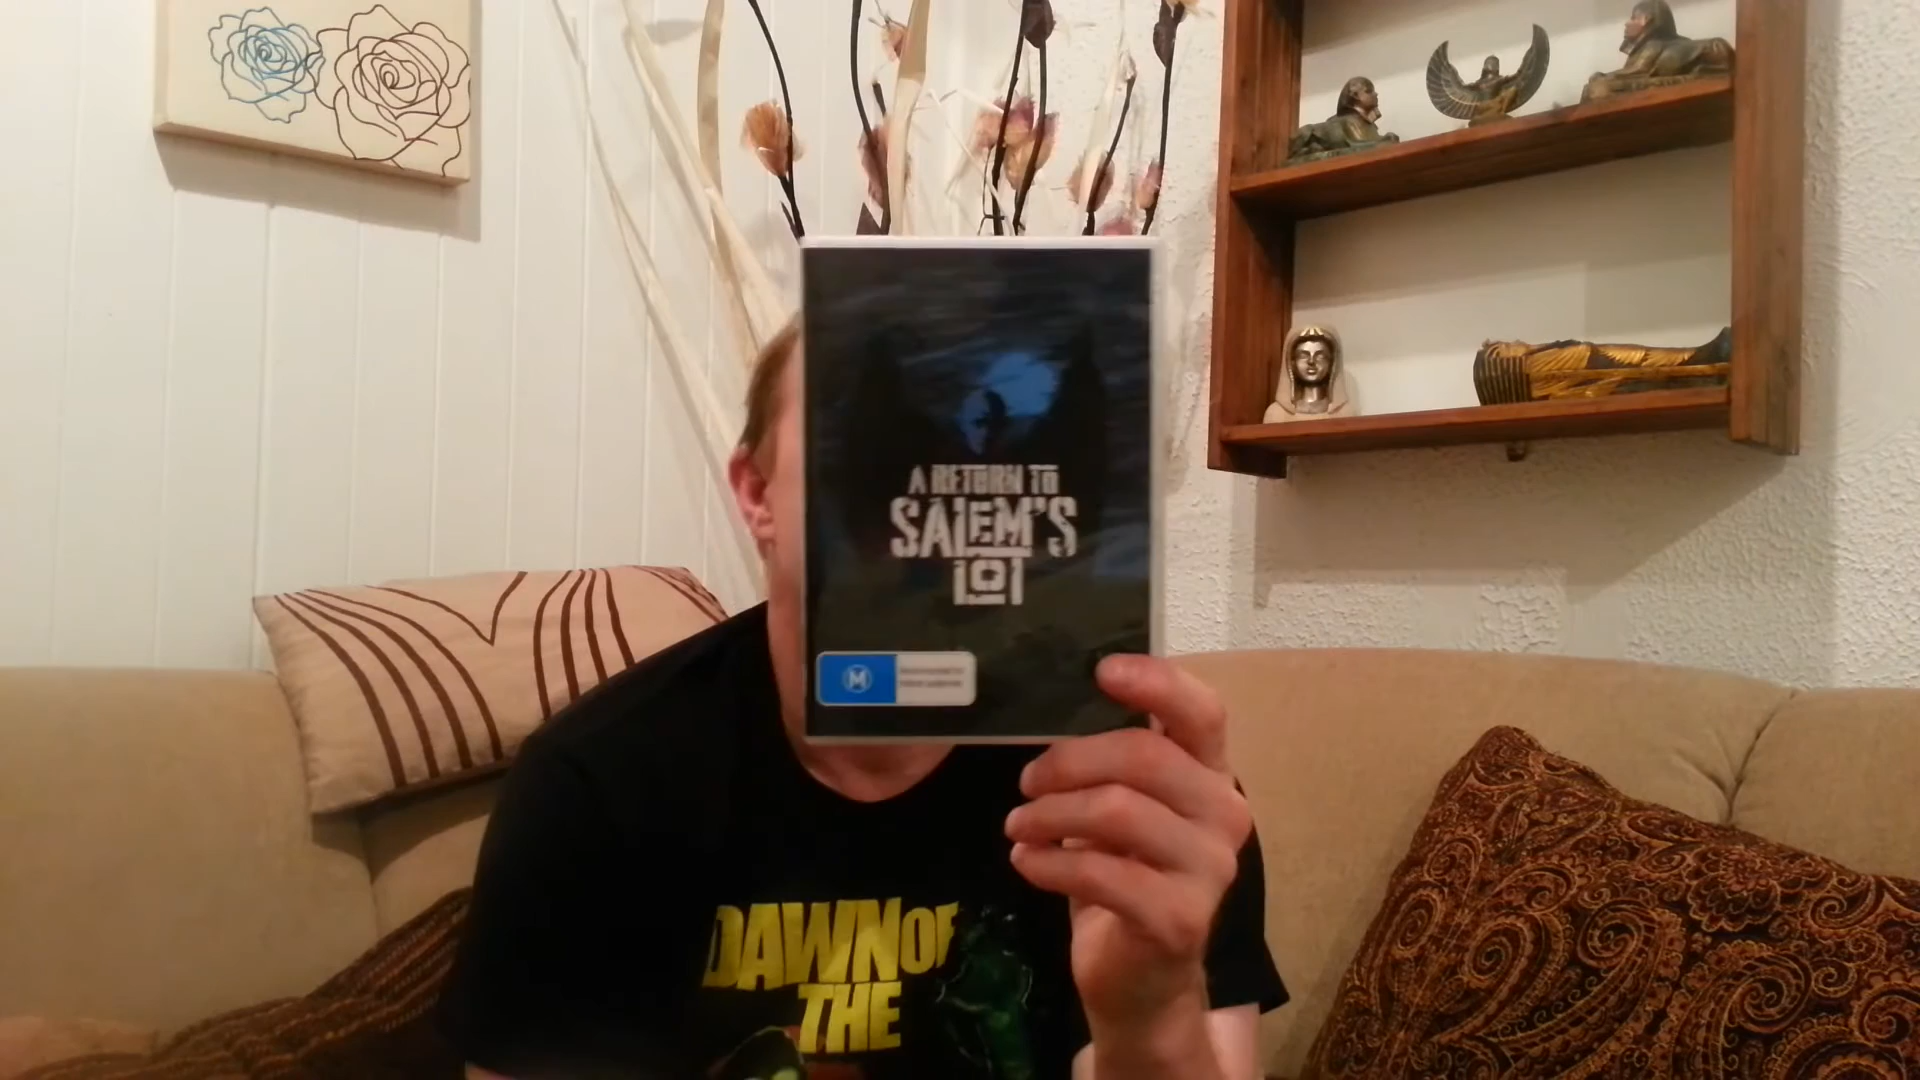 A RETURN TO
SALEM'S
LOT
M
DAWN OF
THE